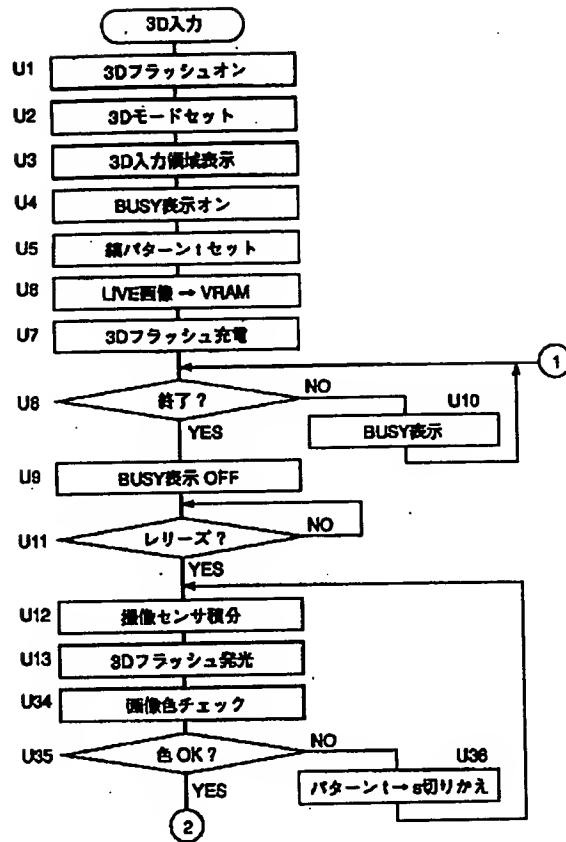 3D入力
U1 3Dフラッシュオン
U2 3Dモードセット
U3 3D入力領域表示
U4 BUSY表示オン
U5 縞パターンtセット
U6 LIVE画像 → VRAM
U7 3Dフラッシュ充電
1
U8 終了? NO
U10
BUSY表示
YES
U9 BUSY表示 OFF
U11 レリーズ? NO
YES
U12 撮像センサ積分
U13 3Dフラッシュ発光
U34 画像色チェック
U35 色OK? NO
U36
パターンt→s切りかえ
YES
2